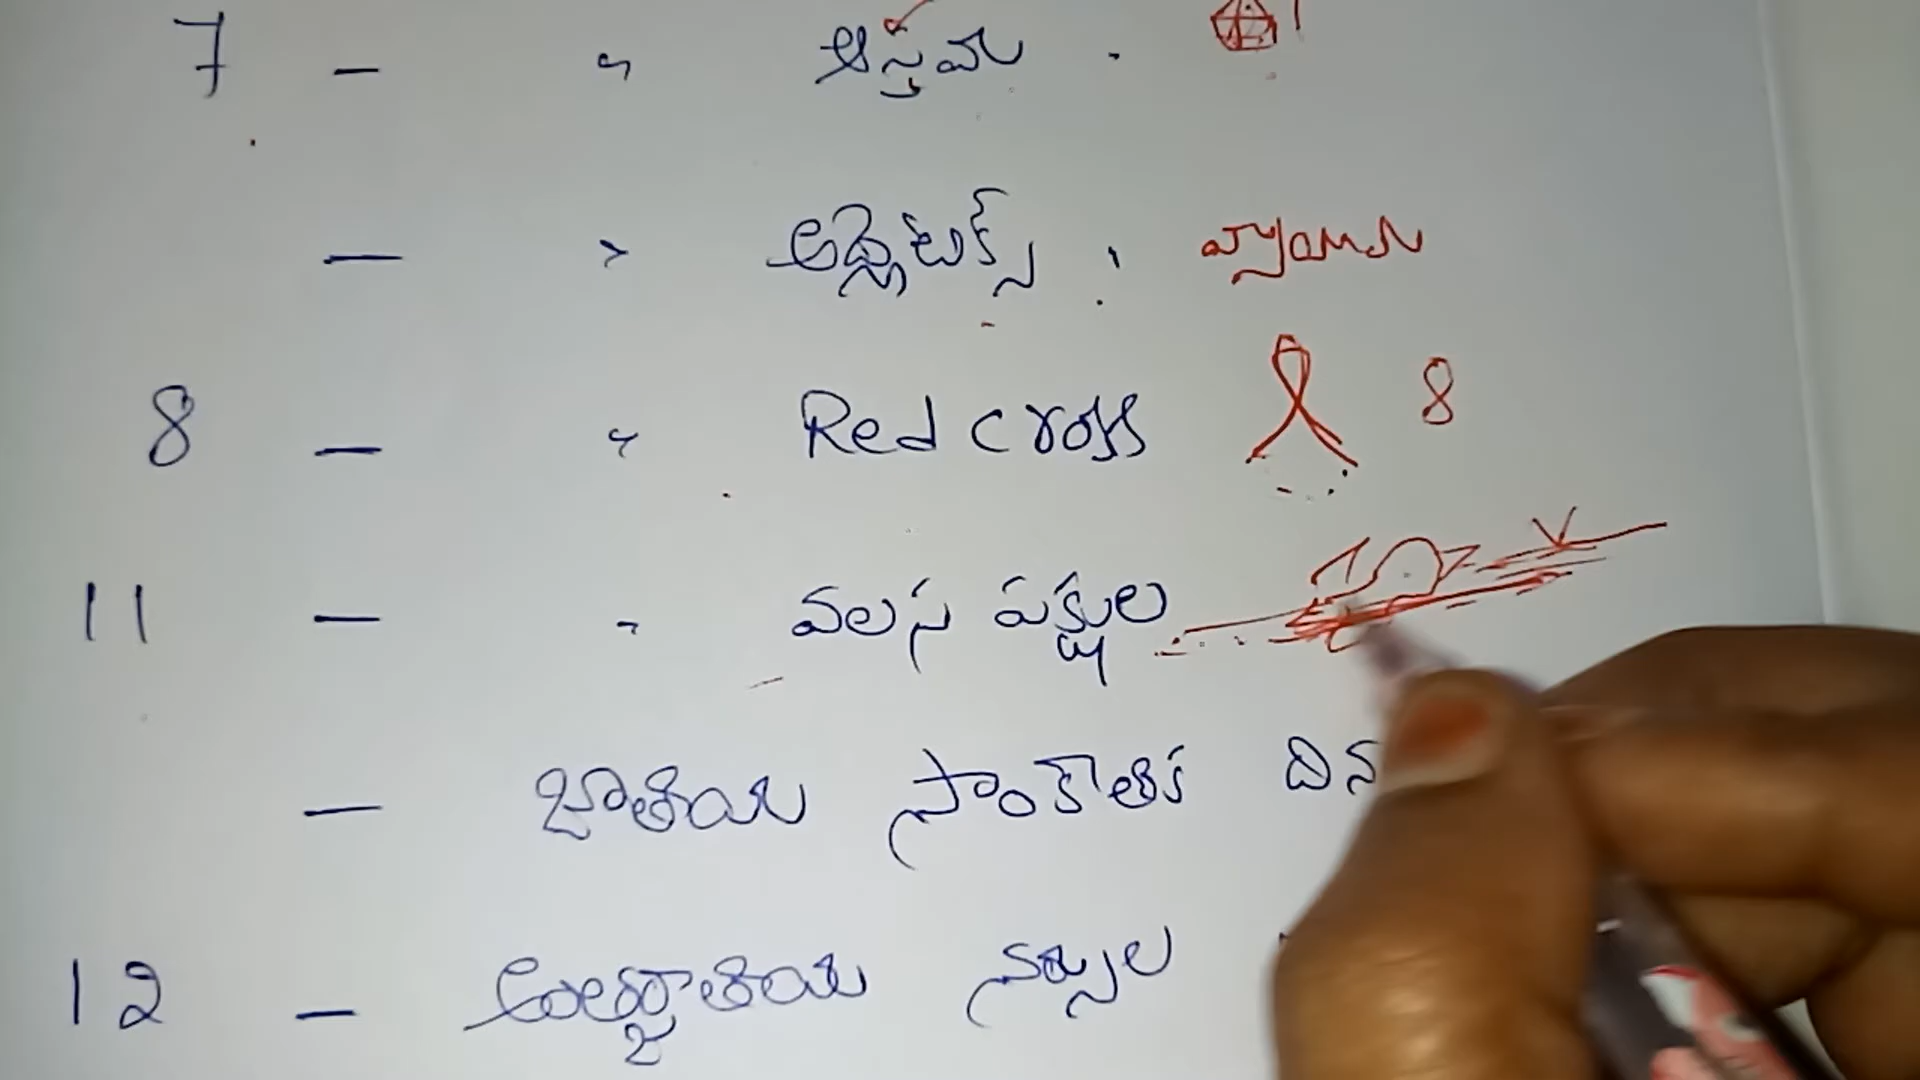 7 - " ఆస్తమా .
- " అథ్లెటిక్స్ . వ్యాయామ
8 - " Red cross 8
11 - " వలస పక్షుల
- జాతీయ సాంకేతిక దిన
12 - అంతర్జాతీయ నర్సుల